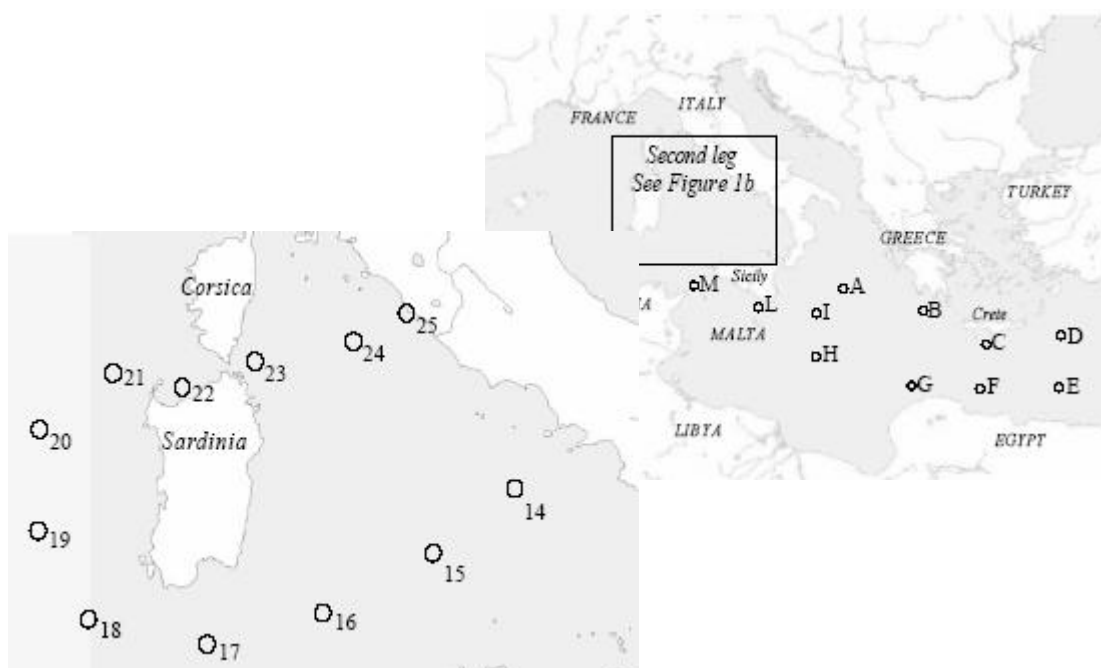 ITALY
FRANCE
Second leg
See Figure 1b
TURKEY
GREECE
Sicily
M
A
L
I
B
Crete
MALTA
D
C
H
G
F
E
LIBYA
EGYPT
IA
Corsica
25
24
23
21
22
20
Sardinia
14
19
15
16
18
17